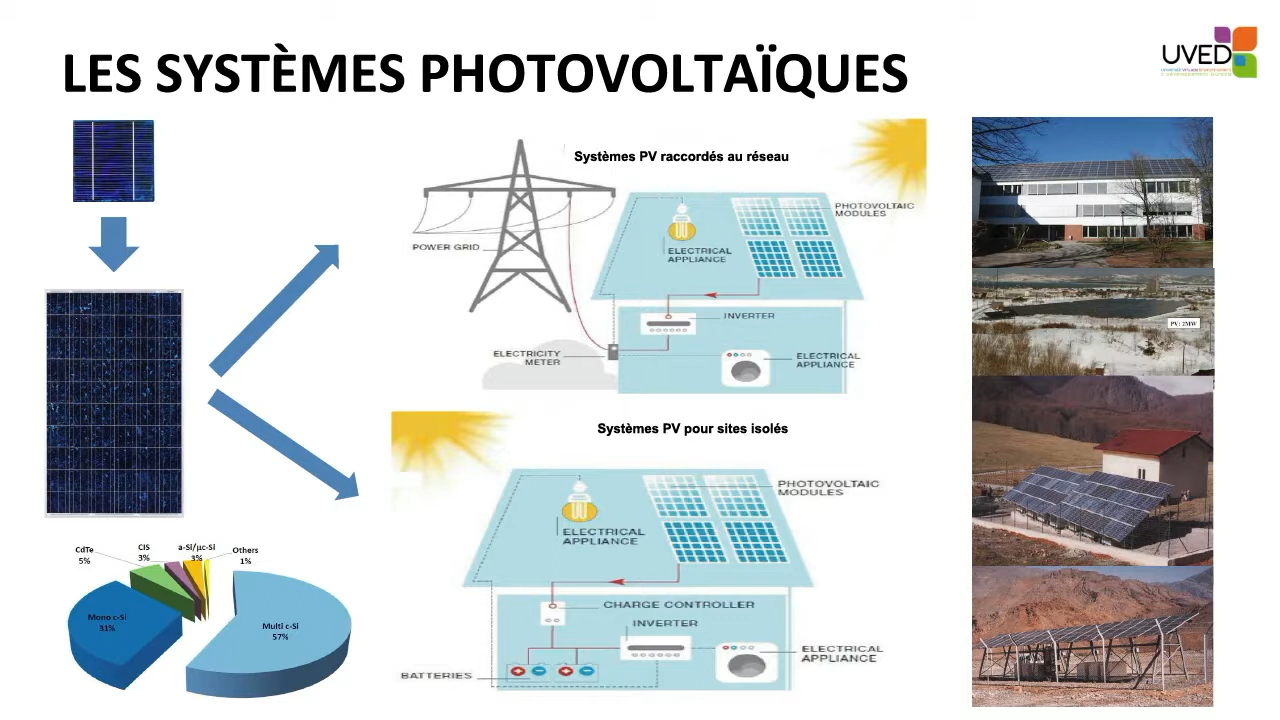 LES SYSTÈMES PHOTOVOLTAÏQUES
UVED
Systèmes PV raccordés au réseau
PHOTOVOLTAIC
MODULES
POWER GRID
ELECTRICAL
APPLIANCE
INVERTER
ELECTRICITY
METER
ELECTRICAL
APPLIANCE
PV: 2MW
Systèmes PV pour sites isolés
PHOTOVOLTAIC
MODULES
ELECTRICAL
APPLIANCE
CHARGE CONTROLLER
INVERTER
ELECTRICAL
APPLIANCE
BATTERIES
CdTe
5%
CIS
3%
a-Si/µc-Si
3%
Others
1%
Mono c-Si
31%
Multi c-Si
57%